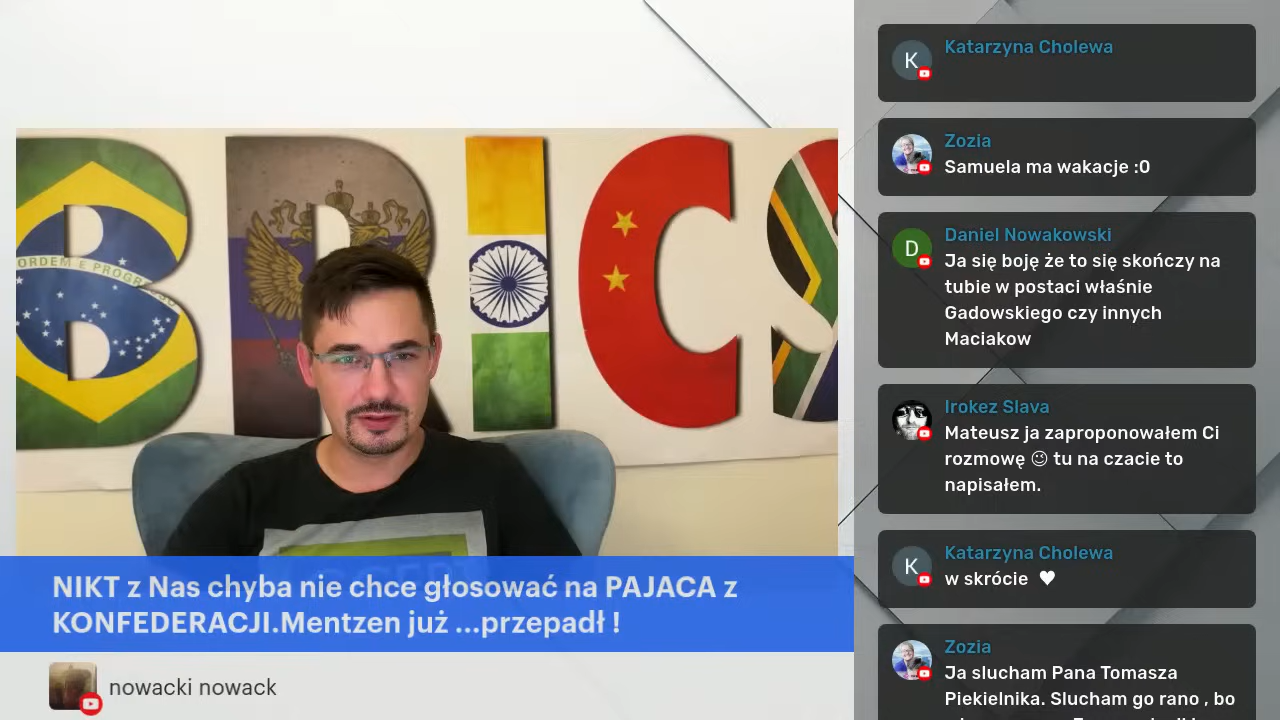 BRICS
ORDEM E PROGR
NIKT z Nas chyba nie chce głosować na PAJACA z
KONFEDERACJI.Mentzen już ...przepadł !
nowacki nowack
K
Katarzyna Cholewa
Zozia
Samuela ma wakacje :0
D
Daniel Nowakowski
Ja się boję że to się skończy na
tubie w postaci właśnie
Gadowskiego czy innych
Maciakow
Irokez Slava
Mateusz ja zaproponowałem Ci
rozmowę 😉 tu na czacie to
napisałem.
K
Katarzyna Cholewa
w skrócie ♥
Zozia
Ja slucham Pana Tomasza
Piekielnika. Slucham go rano , bo